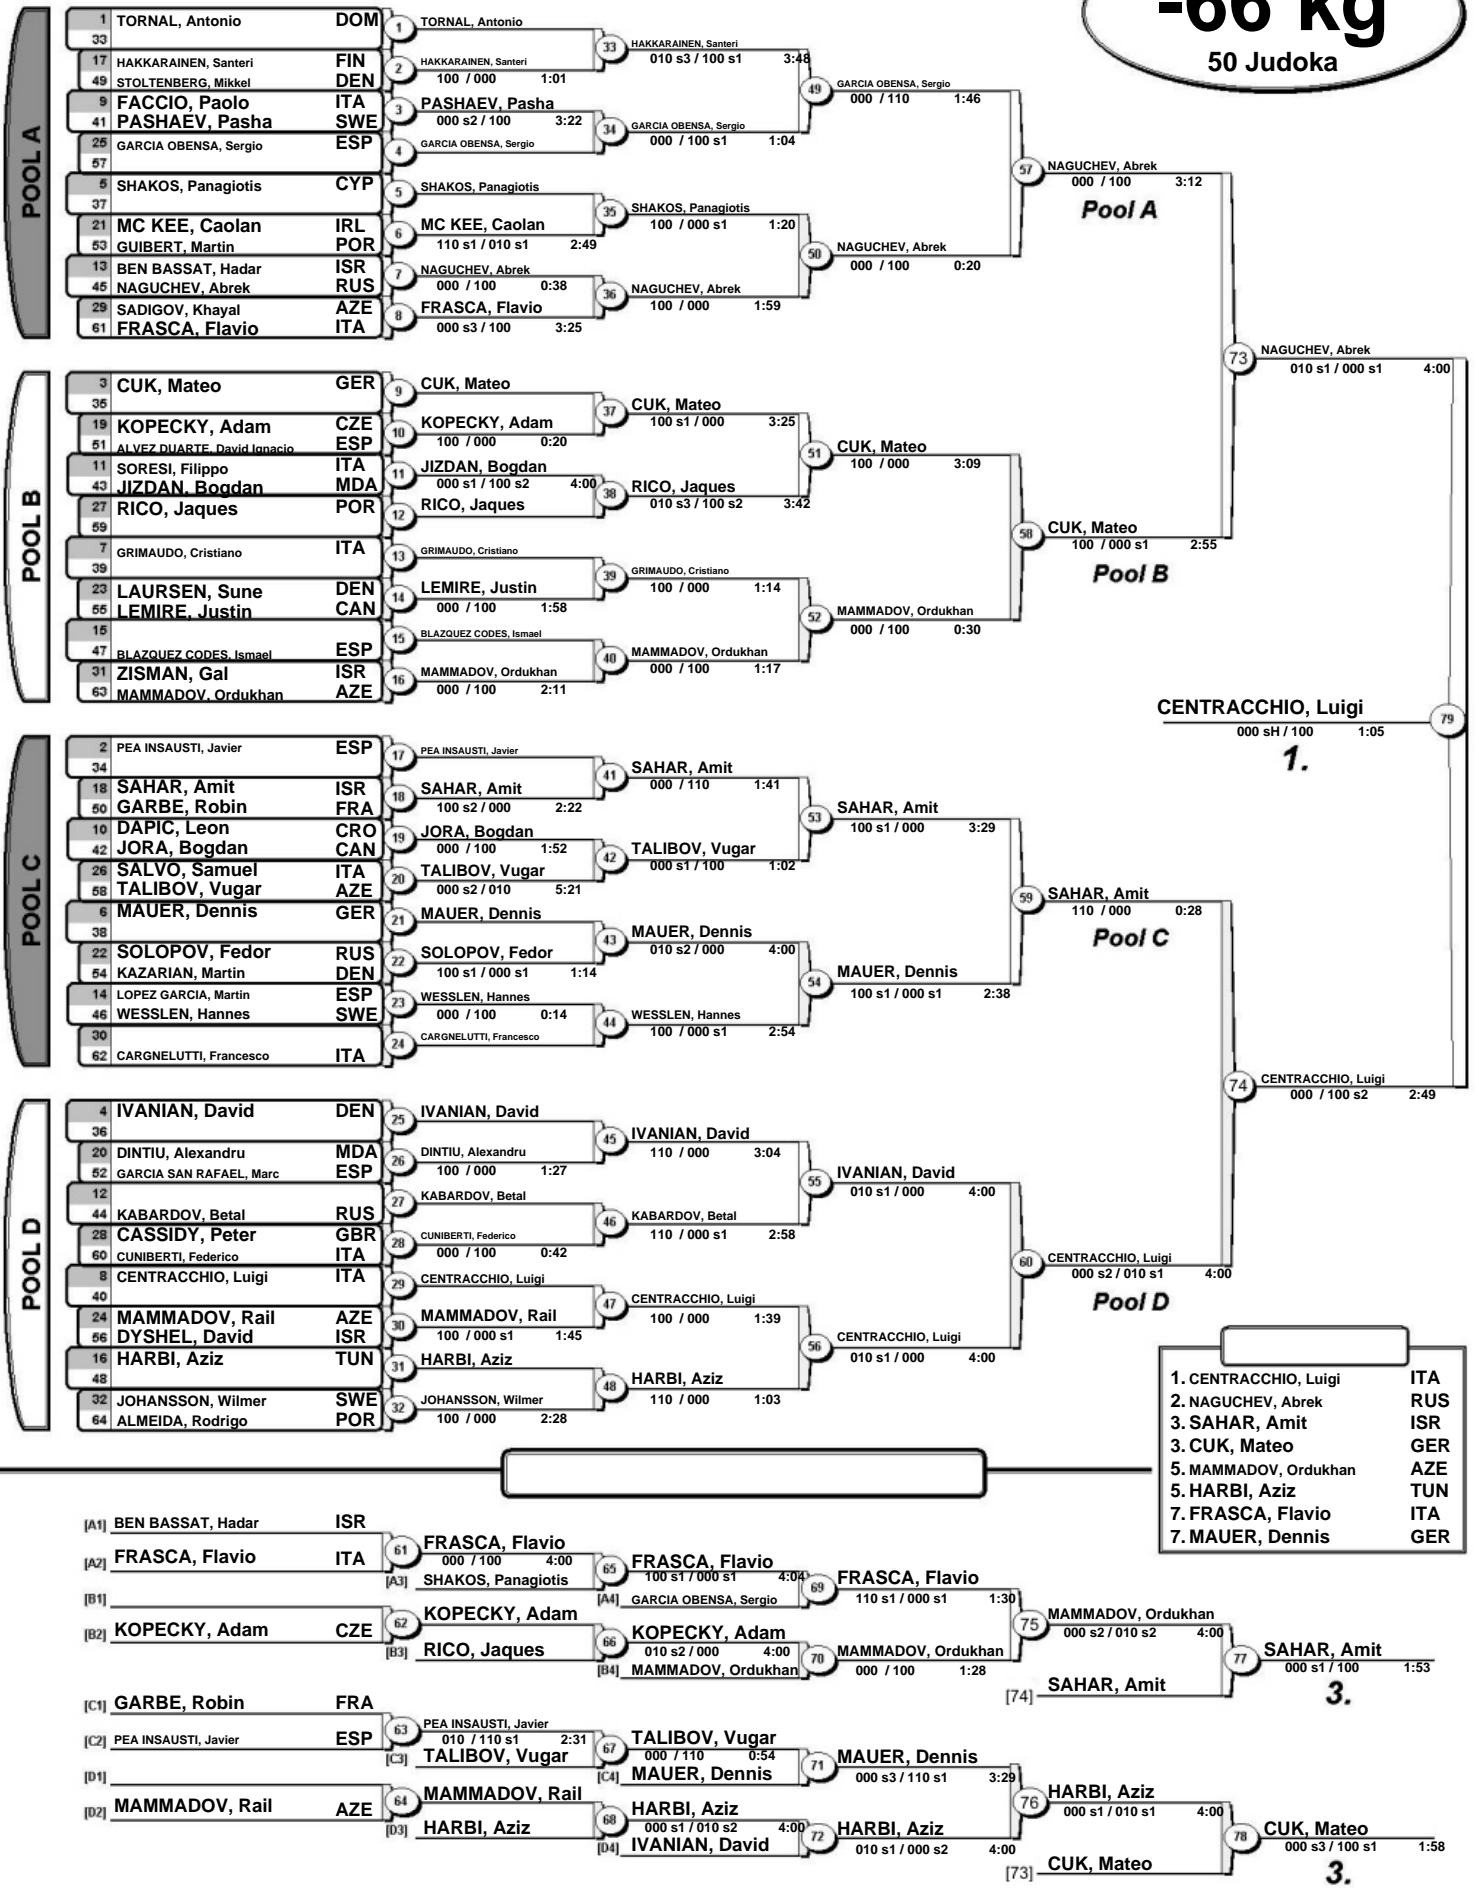 -66 kg
50 Judoka
POOL A
1 TORNAL, Antonio DOM
33
17 HAKKARAINEN, Santeri FIN
49 STOLTENBERG, Mikkel DEN
9 FACCIO, Paolo ITA
41 PASHAEV, Pasha SWE
25 GARCIA OBENSA, Sergio ESP
57
5 SHAKOS, Panagiotis CYP
37
21 MC KEE, Caolan IRL
53 GUIBERT, Martin POR
13 BEN BASSAT, Hadar ISR
45 NAGUCHEV, Abrek RUS
29 SADIGOV, Khayal AZE
61 FRASCA, Flavio ITA
1 TORNAL, Antonio
2 HAKKARAINEN, Santeri
100 / 000 1:01
3 PASHAEV, Pasha
000 s2 / 100 3:22
4 GARCIA OBENSA, Sergio
5 SHAKOS, Panagiotis
6 MC KEE, Caolan
110 s1 / 010 s1 2:49
7 NAGUCHEV, Abrek
000 / 100 0:38
8 FRASCA, Flavio
000 s3 / 100 3:25
33 HAKKARAINEN, Santeri
010 s3 / 100 s1 3:48
34 GARCIA OBENSA, Sergio
000 / 100 s1 1:04
35 SHAKOS, Panagiotis
100 / 000 s1 1:20
36 NAGUCHEV, Abrek
100 / 000 1:59
49 GARCIA OBENSA, Sergio
000 / 110 1:46
50 NAGUCHEV, Abrek
000 / 100 0:20
57 NAGUCHEV, Abrek
000 / 100 3:12
Pool A
POOL B
3 CUK, Mateo GER
35
19 KOPECKY, Adam CZE
51 ALVEZ DUARTE, David Ignacio ESP
11 SORESI, Filippo ITA
43 JIZDAN, Bogdan MDA
27 RICO, Jaques POR
59
7 GRIMAUDO, Cristiano ITA
39
23 LAURSEN, Sune DEN
55 LEMIRE, Justin CAN
15
47 BLAZQUEZ CODES, Ismael ESP
31 ZISMAN, Gal ISR
63 MAMMADOV, Ordukhan AZE
9 CUK, Mateo
10 KOPECKY, Adam
100 / 000 0:20
11 JIZDAN, Bogdan
000 s1 / 100 s2 4:00
12 RICO, Jaques
13 GRIMAUDO, Cristiano
14 LEMIRE, Justin
000 / 100 1:58
15 BLAZQUEZ CODES, Ismael
16 MAMMADOV, Ordukhan
000 / 100 2:11
37 CUK, Mateo
100 s1 / 000 3:25
38 RICO, Jaques
010 s3 / 100 s2 3:42
39 GRIMAUDO, Cristiano
100 / 000 1:14
40 MAMMADOV, Ordukhan
000 / 100 1:17
51 CUK, Mateo
100 / 000 3:09
52 MAMMADOV, Ordukhan
000 / 100 0:30
58 CUK, Mateo
100 / 000 s1 2:55
Pool B
73 NAGUCHEV, Abrek
010 s1 / 000 s1 4:00
CENTRACCHIO, Luigi 79
000 sH / 100 1:05
1.
POOL C
2 PEA INSAUSTI, Javier ESP
34
18 SAHAR, Amit ISR
50 GARBE, Robin FRA
10 DAPIC, Leon CRO
42 JORA, Bogdan CAN
26 SALVO, Samuel ITA
58 TALIBOV, Vugar AZE
6 MAUER, Dennis GER
38
22 SOLOPOV, Fedor RUS
54 KAZARIAN, Martin DEN
14 LOPEZ GARCIA, Martin ESP
46 WESSLEN, Hannes SWE
30
62 CARGNELUTTI, Francesco ITA
17 PEA INSAUSTI, Javier
18 SAHAR, Amit
100 s2 / 000 2:22
19 JORA, Bogdan
000 / 100 1:52
20 TALIBOV, Vugar
000 s2 / 010 5:21
21 MAUER, Dennis
22 SOLOPOV, Fedor
100 s1 / 000 s1 1:14
23 WESSLEN, Hannes
000 / 100 0:14
24 CARGNELUTTI, Francesco
41 SAHAR, Amit
000 / 110 1:41
42 TALIBOV, Vugar
000 s1 / 100 1:02
43 MAUER, Dennis
010 s2 / 000 4:00
44 WESSLEN, Hannes
100 / 000 s1 2:54
53 SAHAR, Amit
100 s1 / 000 3:29
54 MAUER, Dennis
100 s1 / 000 s1 2:38
59 SAHAR, Amit
110 / 000 0:28
Pool C
POOL D
4 IVANIAN, David DEN
36
20 DINTIU, Alexandru MDA
52 GARCIA SAN RAFAEL, Marc ESP
12
44 KABARDOV, Betal RUS
28 CASSIDY, Peter GBR
60 CUNIBERTI, Federico ITA
8 CENTRACCHIO, Luigi ITA
40
24 MAMMADOV, Rail AZE
56 DYSHEL, David ISR
16 HARBI, Aziz TUN
48
32 JOHANSSON, Wilmer SWE
64 ALMEIDA, Rodrigo POR
25 IVANIAN, David
26 DINTIU, Alexandru
100 / 000 1:27
27 KABARDOV, Betal
28 CUNIBERTI, Federico
000 / 100 0:42
29 CENTRACCHIO, Luigi
30 MAMMADOV, Rail
100 / 000 s1 1:45
31 HARBI, Aziz
32 JOHANSSON, Wilmer
100 / 000 2:28
45 IVANIAN, David
110 / 000 3:04
46 KABARDOV, Betal
110 / 000 s1 2:58
47 CENTRACCHIO, Luigi
100 / 000 1:39
48 HARBI, Aziz
110 / 000 1:03
55 IVANIAN, David
010 s1 / 000 4:00
56 CENTRACCHIO, Luigi
010 s1 / 000 4:00
60 CENTRACCHIO, Luigi
000 s2 / 010 s1 4:00
Pool D
74 CENTRACCHIO, Luigi
000 / 100 s2 2:49
1. CENTRACCHIO, Luigi ITA
2. NAGUCHEV, Abrek RUS
3. SAHAR, Amit ISR
3. CUK, Mateo GER
5. MAMMADOV, Ordukhan AZE
5. HARBI, Aziz TUN
7. FRASCA, Flavio ITA
7. MAUER, Dennis GER
[A1] BEN BASSAT, Hadar ISR
[A2] FRASCA, Flavio ITA
[B1]
[B2] KOPECKY, Adam CZE
[C1] GARBE, Robin FRA
[C2] PEA INSAUSTI, Javier ESP
[D1]
[D2] MAMMADOV, Rail AZE
61 FRASCA, Flavio
000 / 100 4:00
[A3] SHAKOS, Panagiotis
62 KOPECKY, Adam
[B3] RICO, Jaques
63 PEA INSAUSTI, Javier
010 / 110 s1 2:31
[C3] TALIBOV, Vugar
64 MAMMADOV, Rail
[D3] HARBI, Aziz
65 FRASCA, Flavio
100 s1 / 000 s1 4:04
[A4] GARCIA OBENSA, Sergio
66 KOPECKY, Adam
010 s2 / 000 4:00
[B4] MAMMADOV, Ordukhan
67 TALIBOV, Vugar
000 / 110 0:54
[C4] MAUER, Dennis
68 HARBI, Aziz
000 s1 / 010 s2 4:00
[D4] IVANIAN, David
69 FRASCA, Flavio
110 s1 / 000 s1 1:30
70 MAMMADOV, Ordukhan
000 / 100 1:28
71 MAUER, Dennis
000 s3 / 110 s1 3:29
72 HARBI, Aziz
010 s1 / 000 s2 4:00
75 MAMMADOV, Ordukhan
000 s2 / 010 s2 4:00
[74] SAHAR, Amit
76 HARBI, Aziz
000 s1 / 010 s1 4:00
[73] CUK, Mateo
77 SAHAR, Amit
000 s1 / 100 1:53
3.
78 CUK, Mateo
000 s3 / 100 s1 1:58
3.